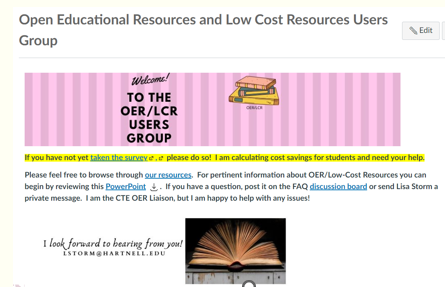 Open Educational Resources and Low Cost Resources Users
Group
Edit
Welcome!
TO THE
OER/LCR
USERS
GROUP
OER/LCR
If you have not yet taken the survey , please do so! I am calculating cost savings for students and need your help.
Please feel free to browse through our resources. For pertinent information about OER/Low-Cost Resources you can
begin by reviewing this PowerPoint . If you have a question, post it on the FAQ discussion board or send Lisa Storm a
private message. I am the CTE OER Liaison, but I am happy to help with any issues!
I look forward to hearing from you!
LSTORM@HARTNELL.EDU